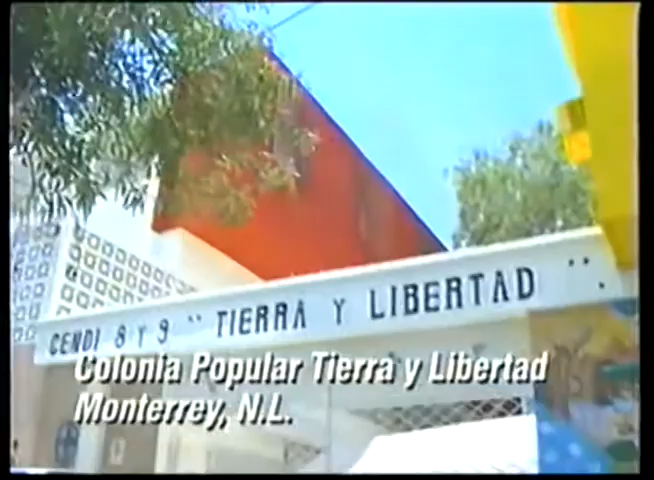 CENDI 8 Y 9 "TIERRA Y LIBERTAD".
Colonia Popular Tierra y Libertad
Monterrey, N.L.